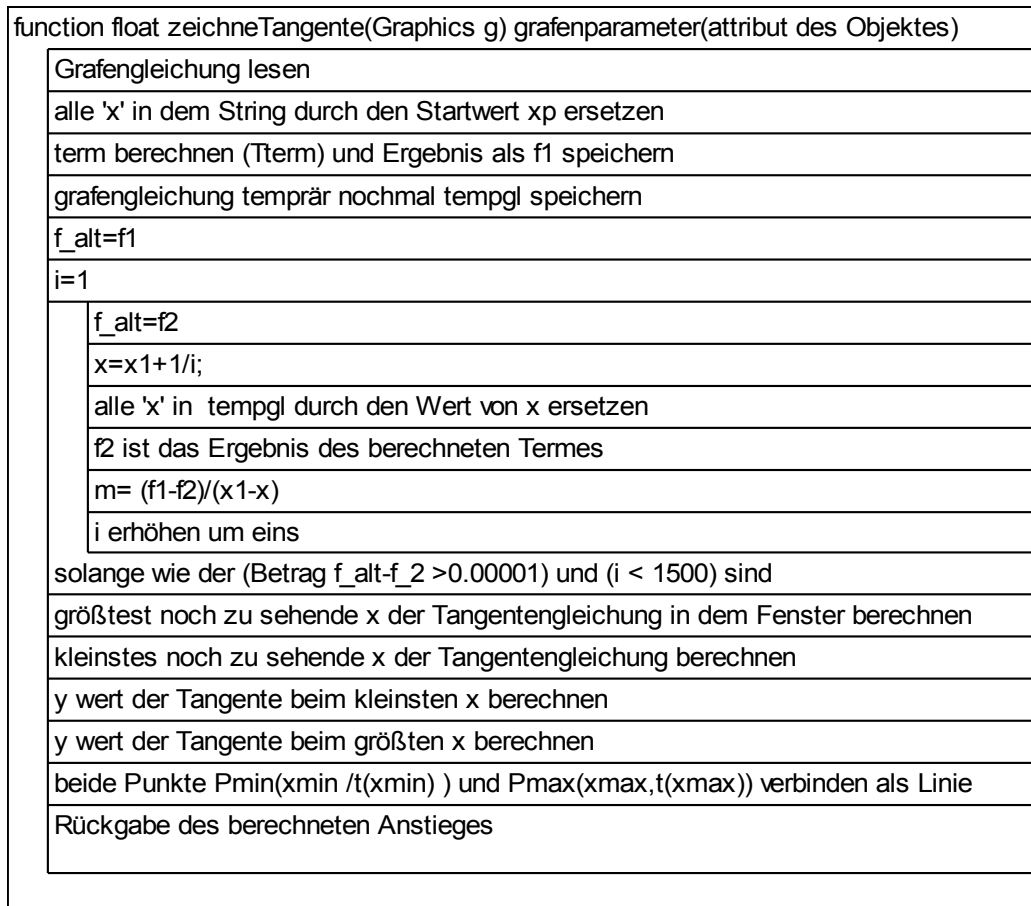 function float zeichneTangente(Graphics g) grafenparameter(attribut des Objektes)
Grafengleichung lesen
alle 'x' in dem String durch den Startwert xp ersetzen
term berechnen (Tterm) und Ergebnis als f1 speichern
grafengleichung temprär nochmal tempgl speichern
f_alt=f1
i=1
f_alt=f2
x=x1+1/i;
alle 'x' in tempgl durch den Wert von x ersetzen
f2 ist das Ergebnis des berechneten Termes
m= (f1-f2)/(x1-x)
i erhöhen um eins
solange wie der (Betrag f_alt-f_2 >0.00001) und (i < 1500) sind
größtest noch zu sehende x der Tangentengleichung in dem Fenster berechnen
kleinstes noch zu sehende x der Tangentengleichung berechnen
y wert der Tangente beim kleinsten x berechnen
y wert der Tangente beim größten x berechnen
beide Punkte Pmin(xmin /t(xmin) ) und Pmax(xmax,t(xmax)) verbinden als Linie
Rückgabe des berechneten Anstieges